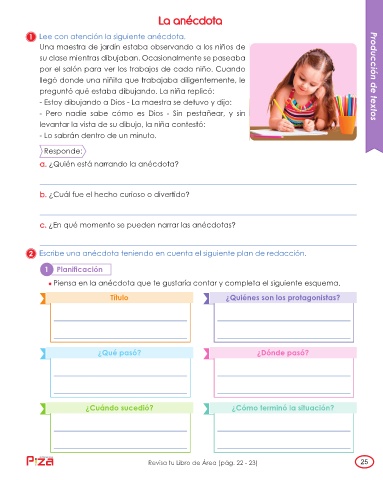 La anécdota
1 Lee con atención la siguiente anécdota.
Una maestra de jardín estaba observando a los niños de
su clase mientras dibujaban. Ocasionalmente se paseaba
por el salón para ver los trabajos de cada niño. Cuando
llegó donde una niñita que trabajaba diligentemente, le
preguntó qué estaba dibujando. La niña replicó:
- Estoy dibujando a Dios - La maestra se detuvo y dijo:
- Pero nadie sabe cómo es Dios - Sin pestañear, y sin
levantar la vista de su dibujo, la niña contestó:
- Lo sabrán dentro de un minuto.
Producción de textos
Responde:
a. ¿Quién está narrando la anécdota?
b. ¿Cuál fue el hecho curioso o divertido?
c. ¿En qué momento se pueden narrar las anécdotas?
2 Escribe una anécdota teniendo en cuenta el siguiente plan de redacción.
1 Planificación
• Piensa en la anécdota que te gustaría contar y completa el siguiente esquema.
Título
¿Quiénes son los protagonistas?
¿Qué pasó?
¿Dónde pasó?
¿Cuándo sucedió?
¿Cómo terminó la situación?
Piza
Revisa tu Libro de Área (pág. 22 - 23)
25